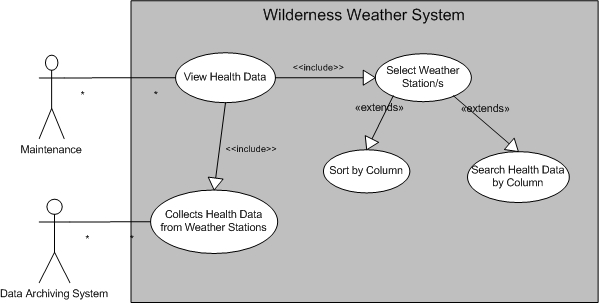 Wilderness Weather System
View Health Data
<<include>>
Select Weather
Station/s
*
*
Maintenance
«extends»
«extends»
<<include>>
Sort by Column
Search Health Data
by Column
Collects Health Data
from Weather Stations
*
*
Data Archiving System